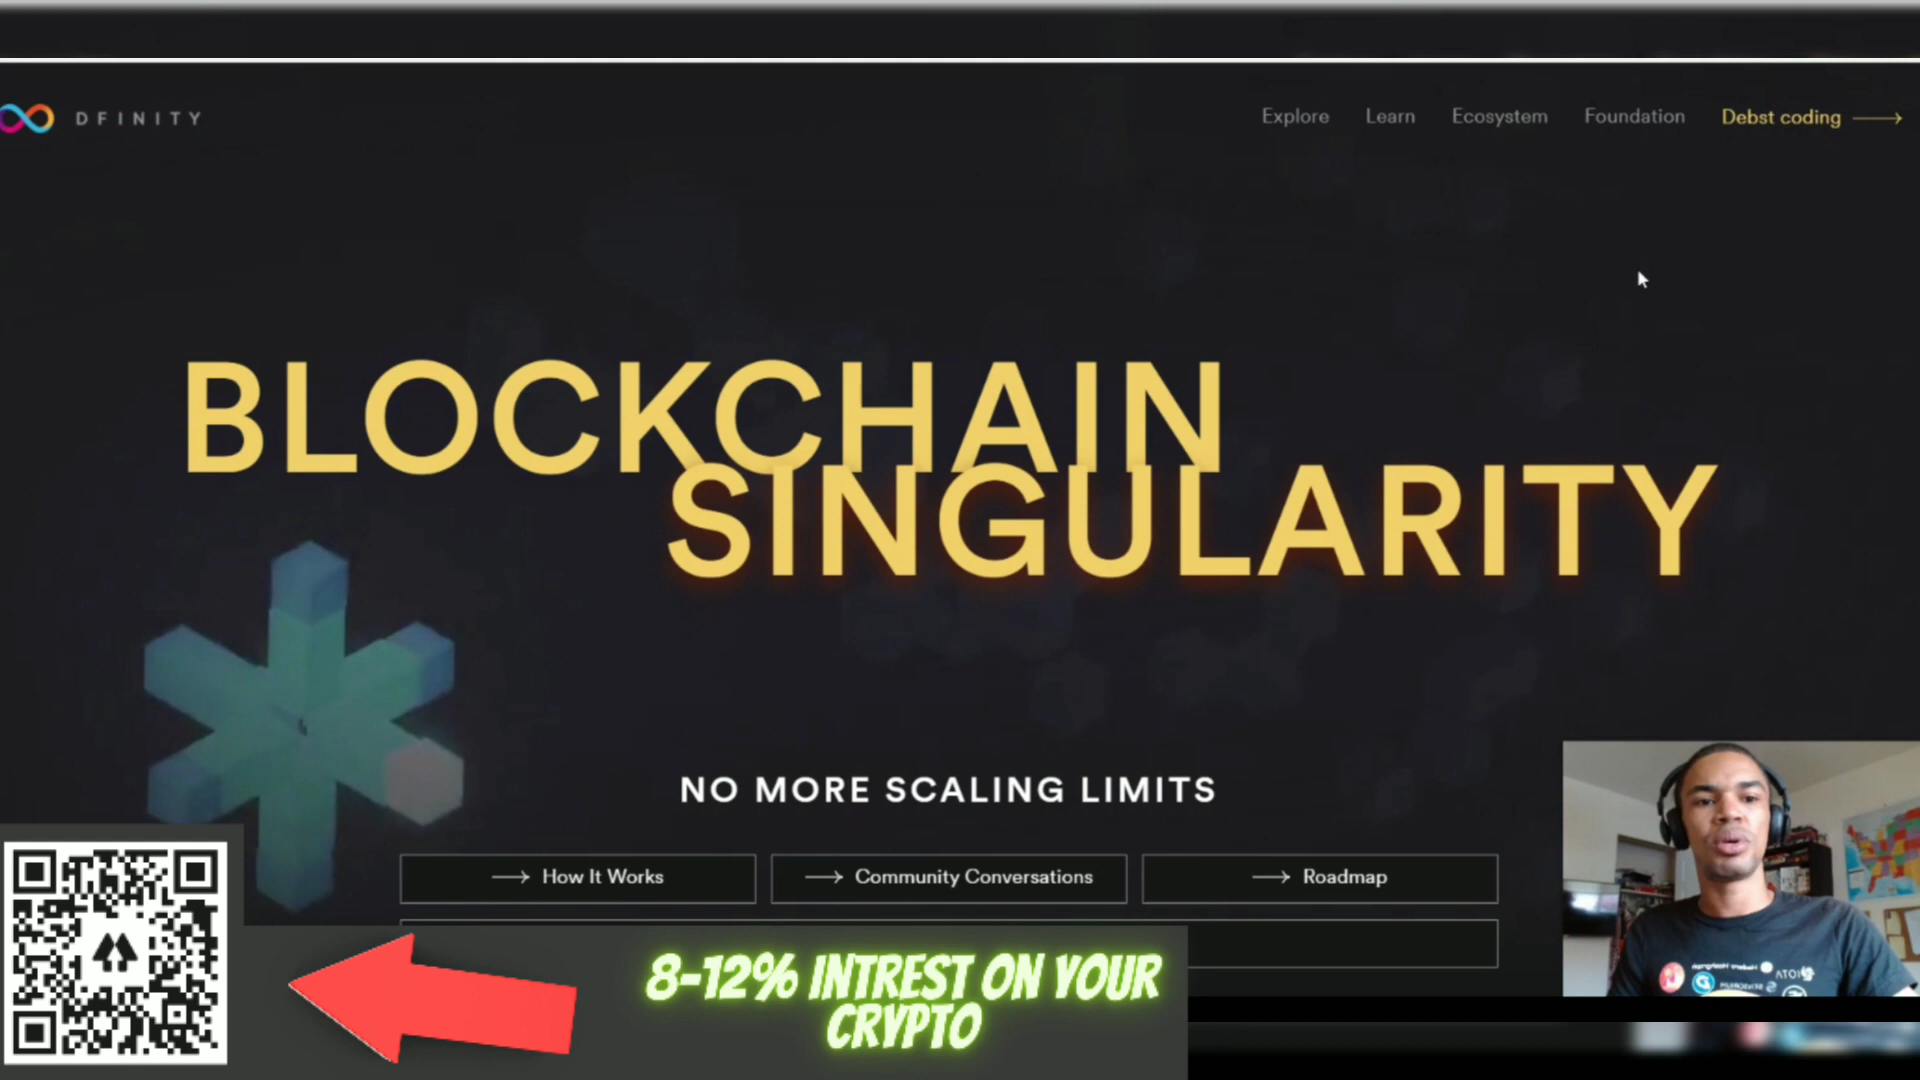 DFINITY
Explore Learn Ecosystem Foundation Debst coding
BLOCKCHAIN
SINGULARITY
NO MORE SCALING LIMITS
How It Works
Community Conversations
Roadmap
8-12% INTREST ON YOUR
CRYPTO